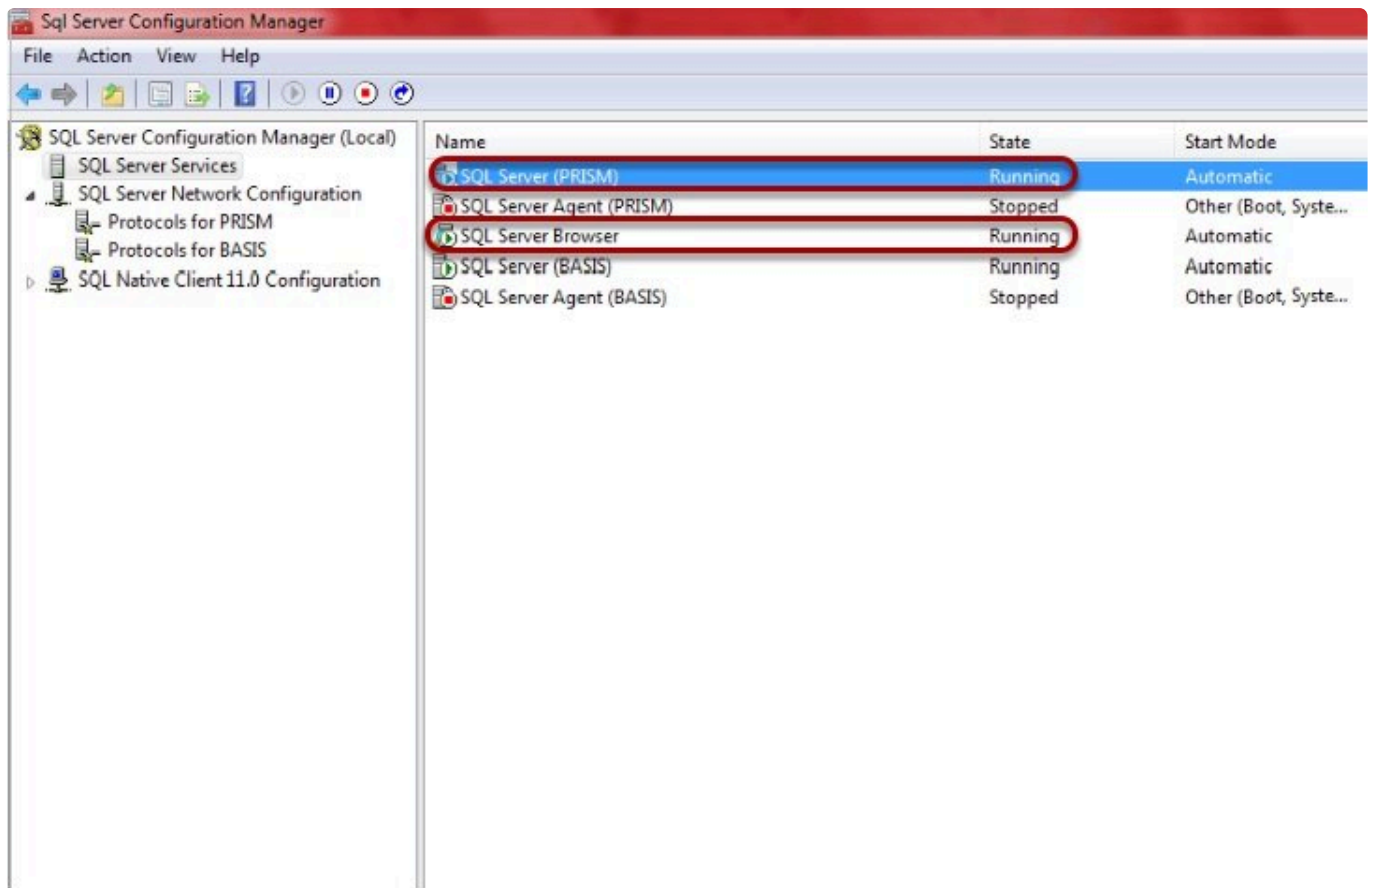 Sql Server Configuration Manager
File Action View Help
SQL Server Configuration Manager (Local)
SQL Server Services
SQL Server Network Configuration
Protocols for PRISM
Protocols for BASIS
SQL Native Client 11.0 Configuration
Name State Start Mode
SQL Server (PRISM) Running Automatic
SQL Server Agent (PRISM) Stopped Other (Boot, Syste...
SQL Server Browser Running Automatic
SQL Server (BASIS) Running Automatic
SQL Server Agent (BASIS) Stopped Other (Boot, Syste...